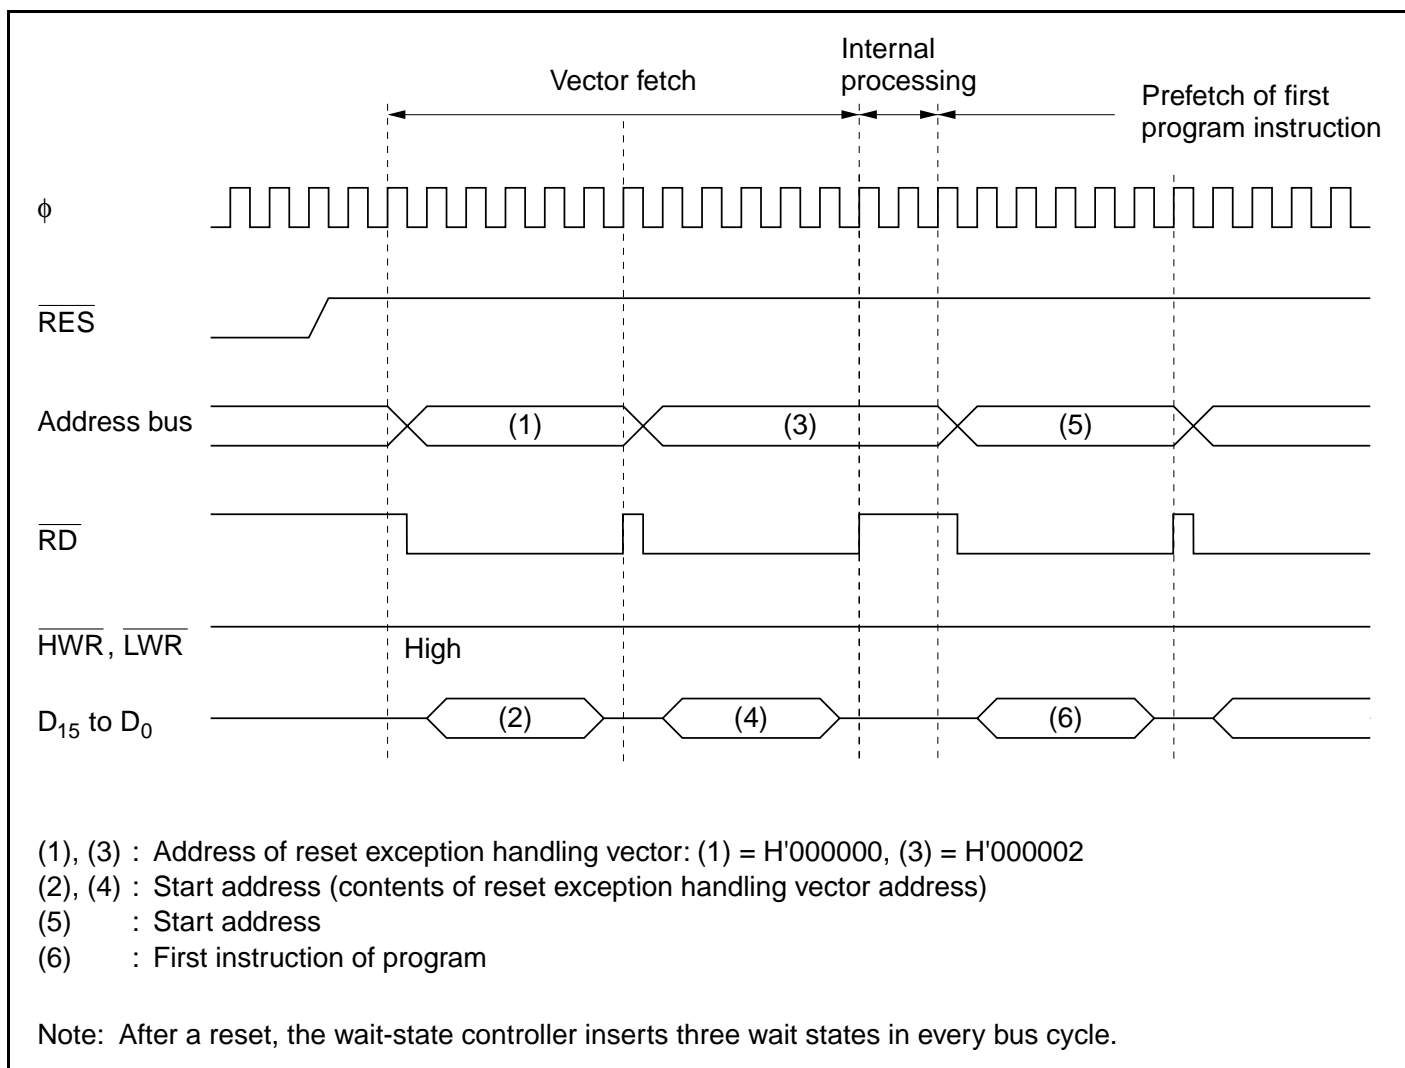 Internal
processing
Vector fetch
Prefetch of first
program instruction
ϕ
RES
Address bus
(1)
(3)
(5)
RD
HWR, LWR
High
D15 to D0
(2)
(4)
(6)
(1), (3) : Address of reset exception handling vector: (1) = H'000000, (3) = H'000002
(2), (4) : Start address (contents of reset exception handling vector address)
(5) : Start address
(6) : First instruction of program
Note: After a reset, the wait-state controller inserts three wait states in every bus cycle.